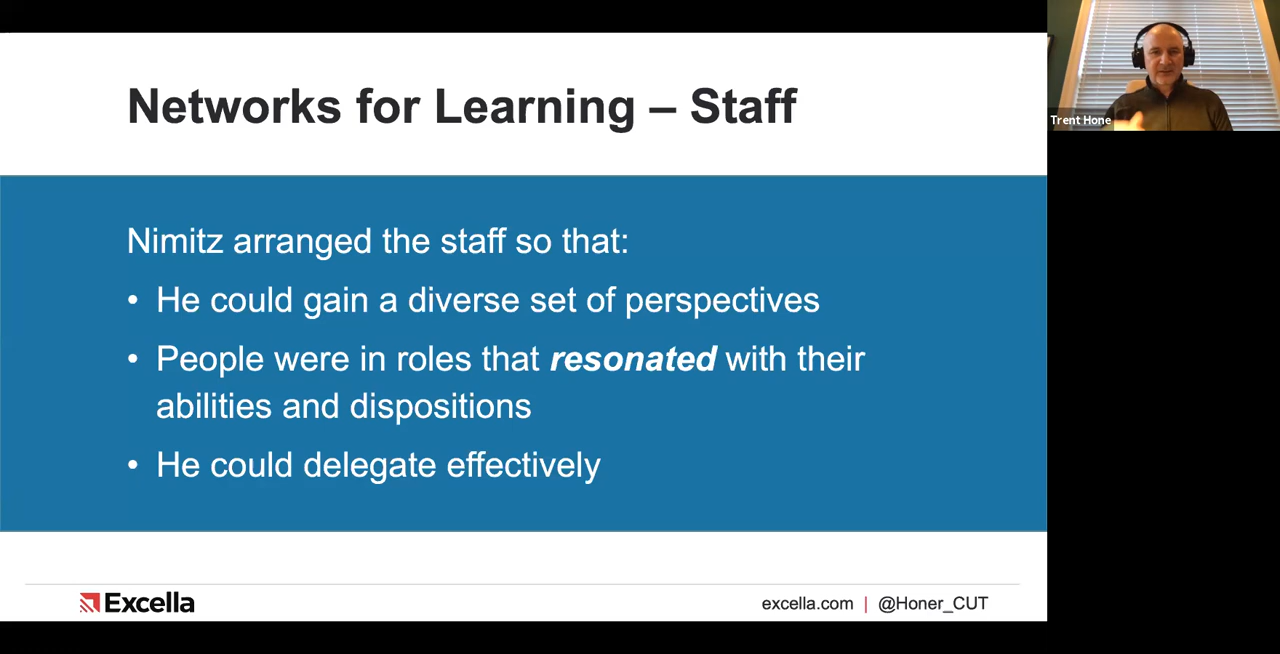 Networks for Learning – Staff
Trent Hone
Nimitz arranged the staff so that:
• He could gain a diverse set of perspectives
• People were in roles that resonated with their
abilities and dispositions
• He could delegate effectively
Excella
excella.com | @Honer_CUT